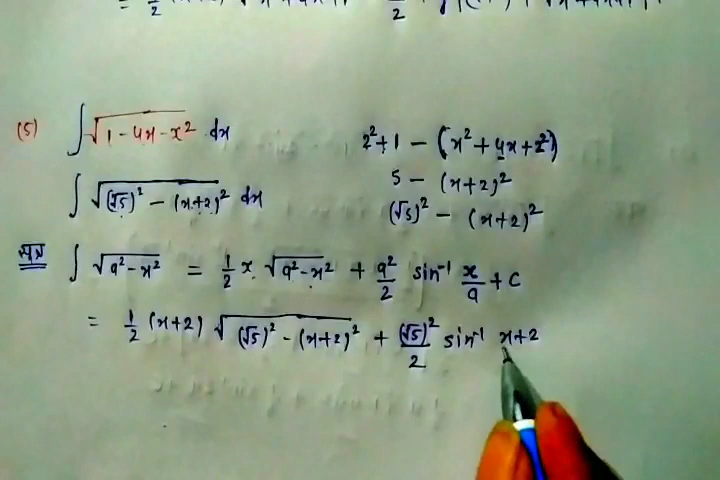 (5) ∫√(1 - 4x - x²) dx
2² + 1 - (x² + 4x + 2²)
5 - (x+2)²
∫√((√5)² - (x+2)²) dx
(√5)² - (x+2)²
सूत्र ∫ √(a² - x²) = 1/2 x √(a² - x²) + a²/2 sin⁻¹ x/a + C
= 1/2 (x+2) √((√5)² - (x+2)²) + (√5)²/2 sin⁻¹ x+2